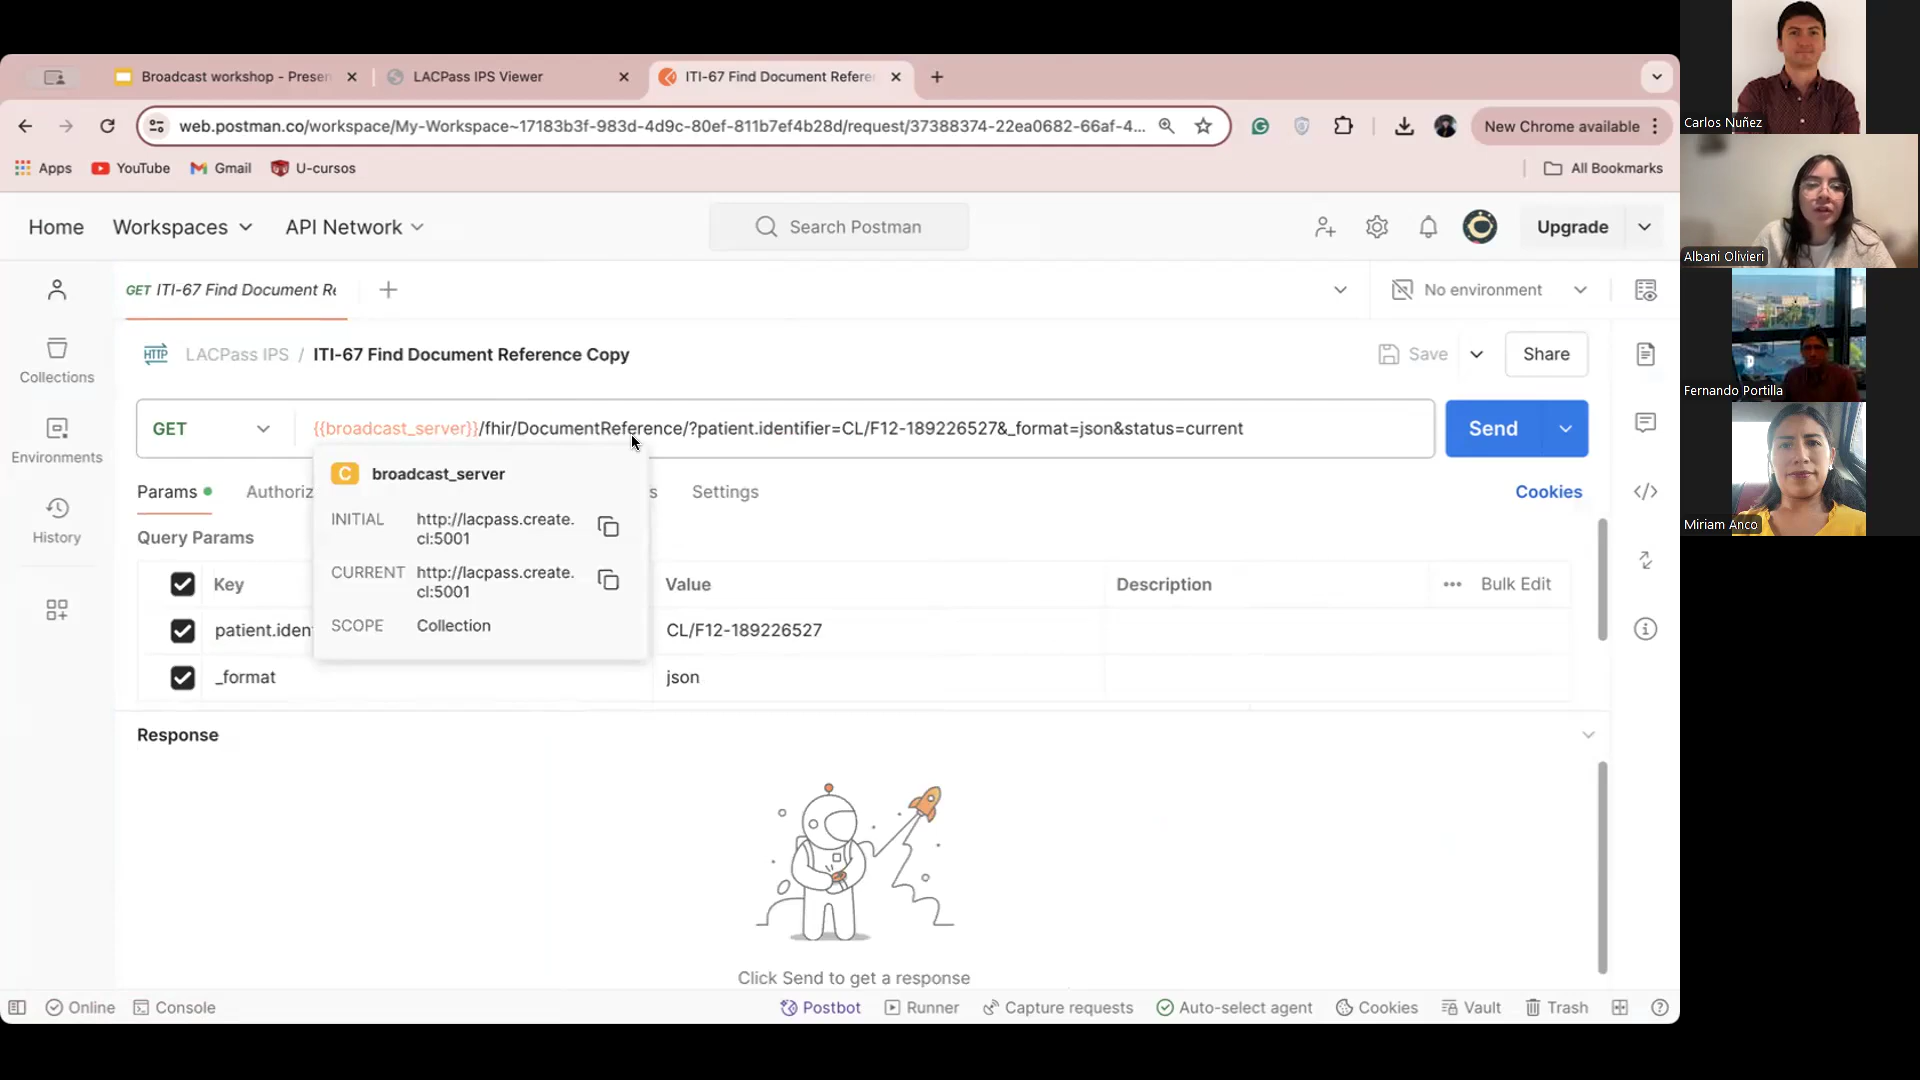 Broadcast workshop - Presen
LACPass IPS Viewer
ITI-67 Find Document Refere
web.postman.co/workspace/My-Workspace~17183b3f-983d-4d9c-80ef-811b7ef4b28d/request/37388374-22ea0682-66af-4...
New Chrome available
Apps
YouTube
Gmail
U-cursos
All Bookmarks
Home
Workspaces
API Network
Search Postman
Upgrade
GET ITI-67 Find Document Re
No environment
HTTP
LACPass IPS / ITI-67 Find Document Reference Copy
Save
Share
Collections
Environments
History
GET
{{broadcast_server}}/fhir/DocumentReference/?patient.identifier=CL/F12-189226527&_format=json&status=current
Send
C broadcast_server
INITIAL http://lacpass.create.
cl:5001
CURRENT http://lacpass.create.
cl:5001
SCOPE Collection
Params
Authoriz
s
Settings
Cookies
Query Params
Key
Value
Description
Bulk Edit
patient.iden
CL/F12-189226527
_format
json
Response
Click Send to get a response
Online
Console
Postbot
Runner
Capture requests
Auto-select agent
Cookies
Vault
Trash
Carlos Nuñez
Albani Olivieri
Fernando Portilla
Miriam Anco